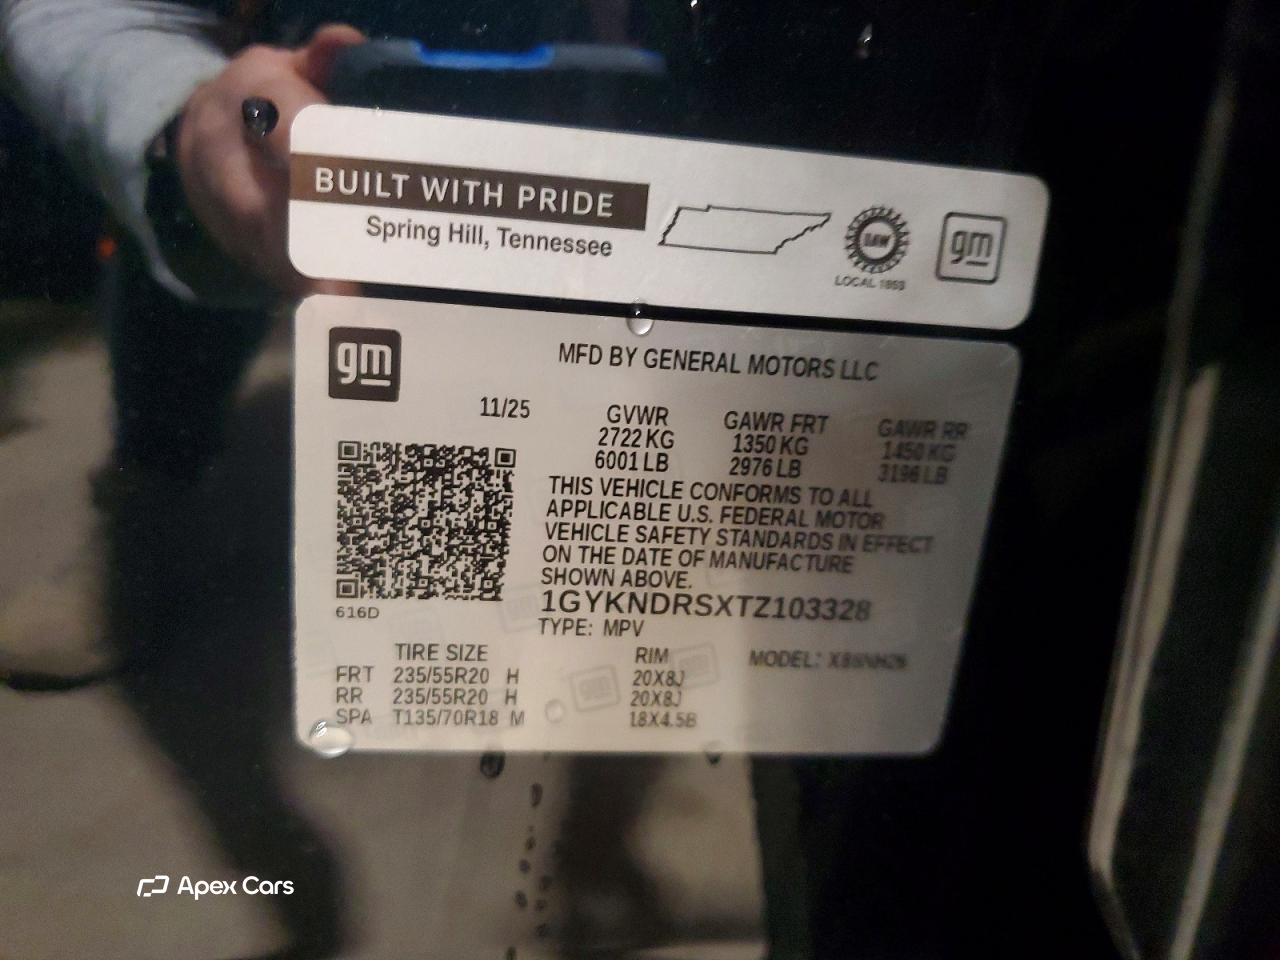 BUILT WITH PRIDE
Spring Hill, Tennessee
UAW
LOCAL 1853
gm
gm
MFD BY GENERAL MOTORS LLC
11/25
GVWR GAWR FRT GAWR RR
2722 KG 1350 KG 1450 KG
6001 LB 2976 LB 3196 LB
THIS VEHICLE CONFORMS TO ALL
APPLICABLE U.S. FEDERAL MOTOR
VEHICLE SAFETY STANDARDS IN EFFECT
ON THE DATE OF MANUFACTURE
SHOWN ABOVE.
1GYKNDRSXTZ103328
616D
TYPE: MPV
TIRE SIZE RIM MODEL:
FRT 235/55R20 H 20X8J
RR 235/55R20 H 20X8J
SPA T135/70R18 M 18X4.5B
Apex Cars